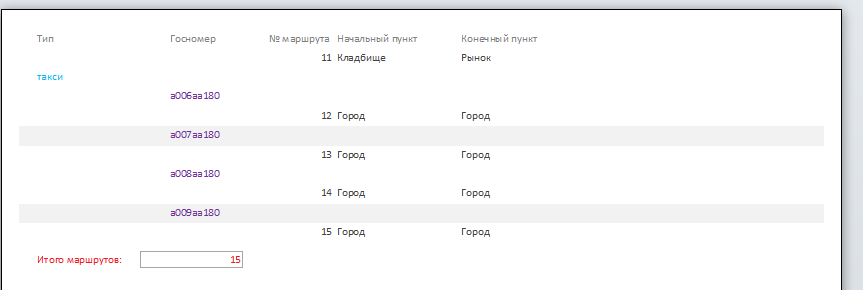 Тип Госномер № маршрута Начальный пункт Конечный пункт
11 Кладбище Рынок
такси
а006аа180
12 Город Город
а007аа180
13 Город Город
а008аа180
14 Город Город
а009аа180
15 Город Город
Итого маршрутов: 15